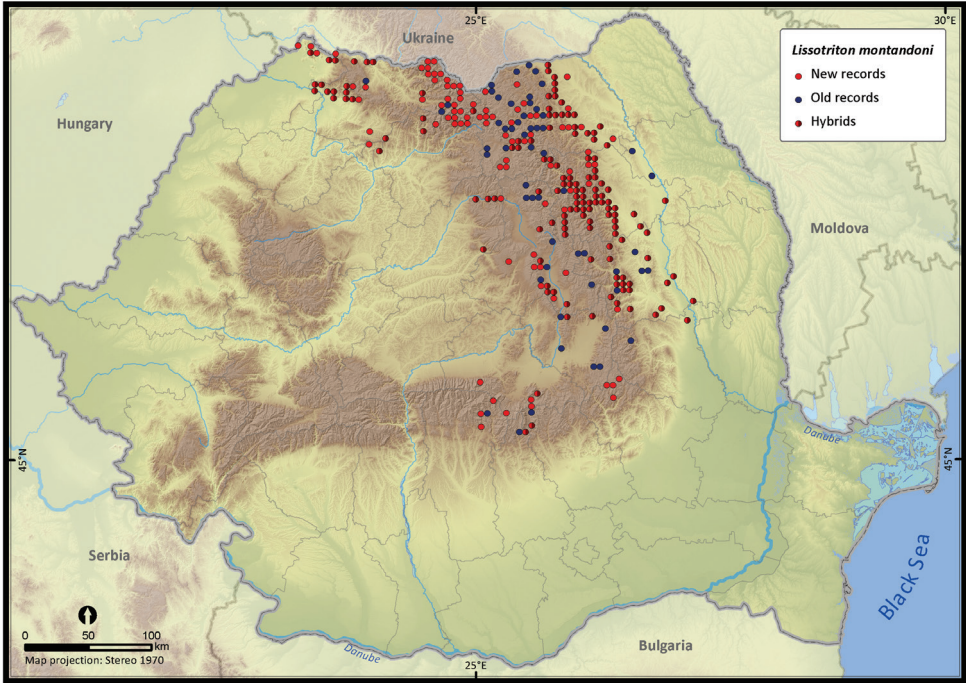 25°E
30°E
Ukraine
Lissotriton montandoni
New records
Old records
Hybrids
Hungary
Moldova
Danube
45°N
45°N
Serbia
Black Sea
0 50 100
km
Map projection: Stereo 1970
Danube
Bulgaria
25°E